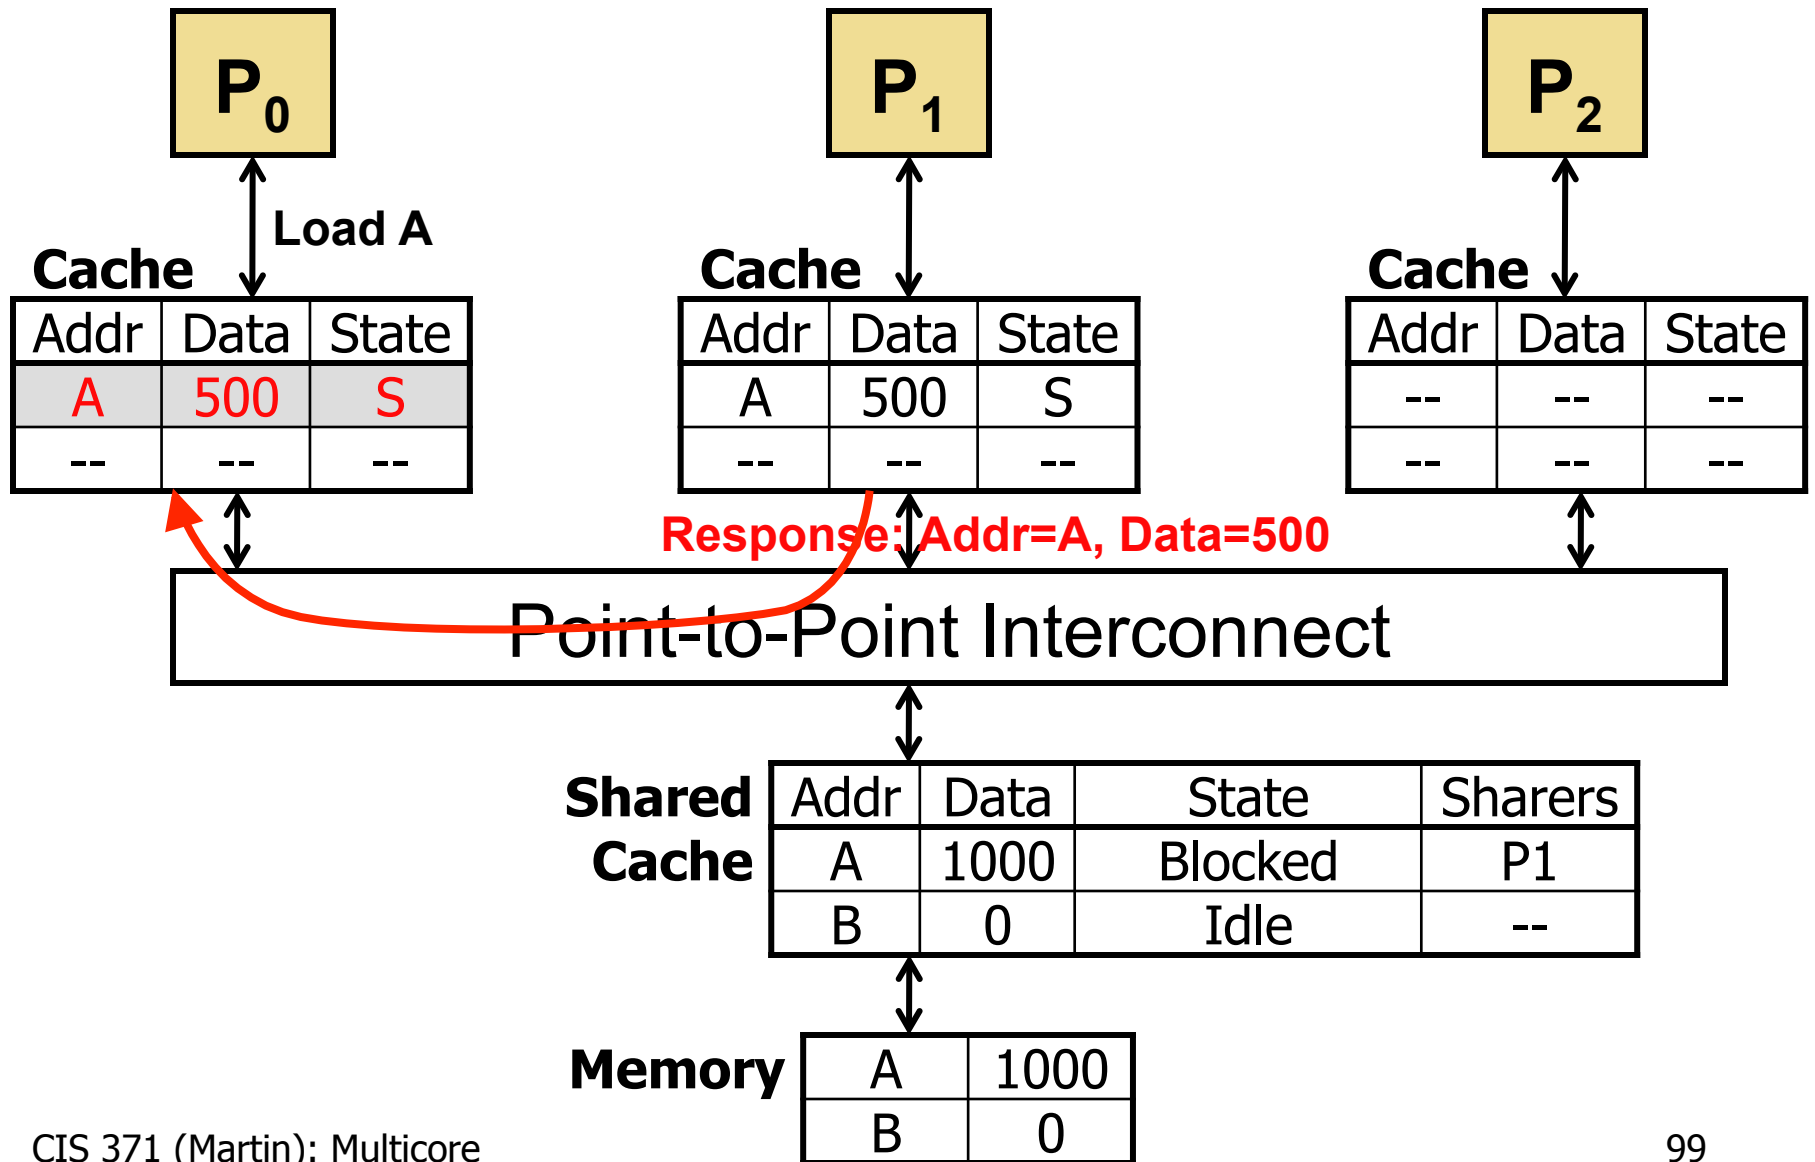 P0 P1 P2
Load A
Cache Cache Cache
Addr Data State Addr Data State Addr Data State
A 500 S A 500 S -- -- --
-- -- -- -- -- -- -- -- --
Response: Addr=A, Data=500
Point-to-Point Interconnect
Shared Addr Data State Sharers
Cache A 1000 Blocked P1
B 0 Idle --
Memory A 1000
B 0
CIS 371 (Martin): Multicore 99